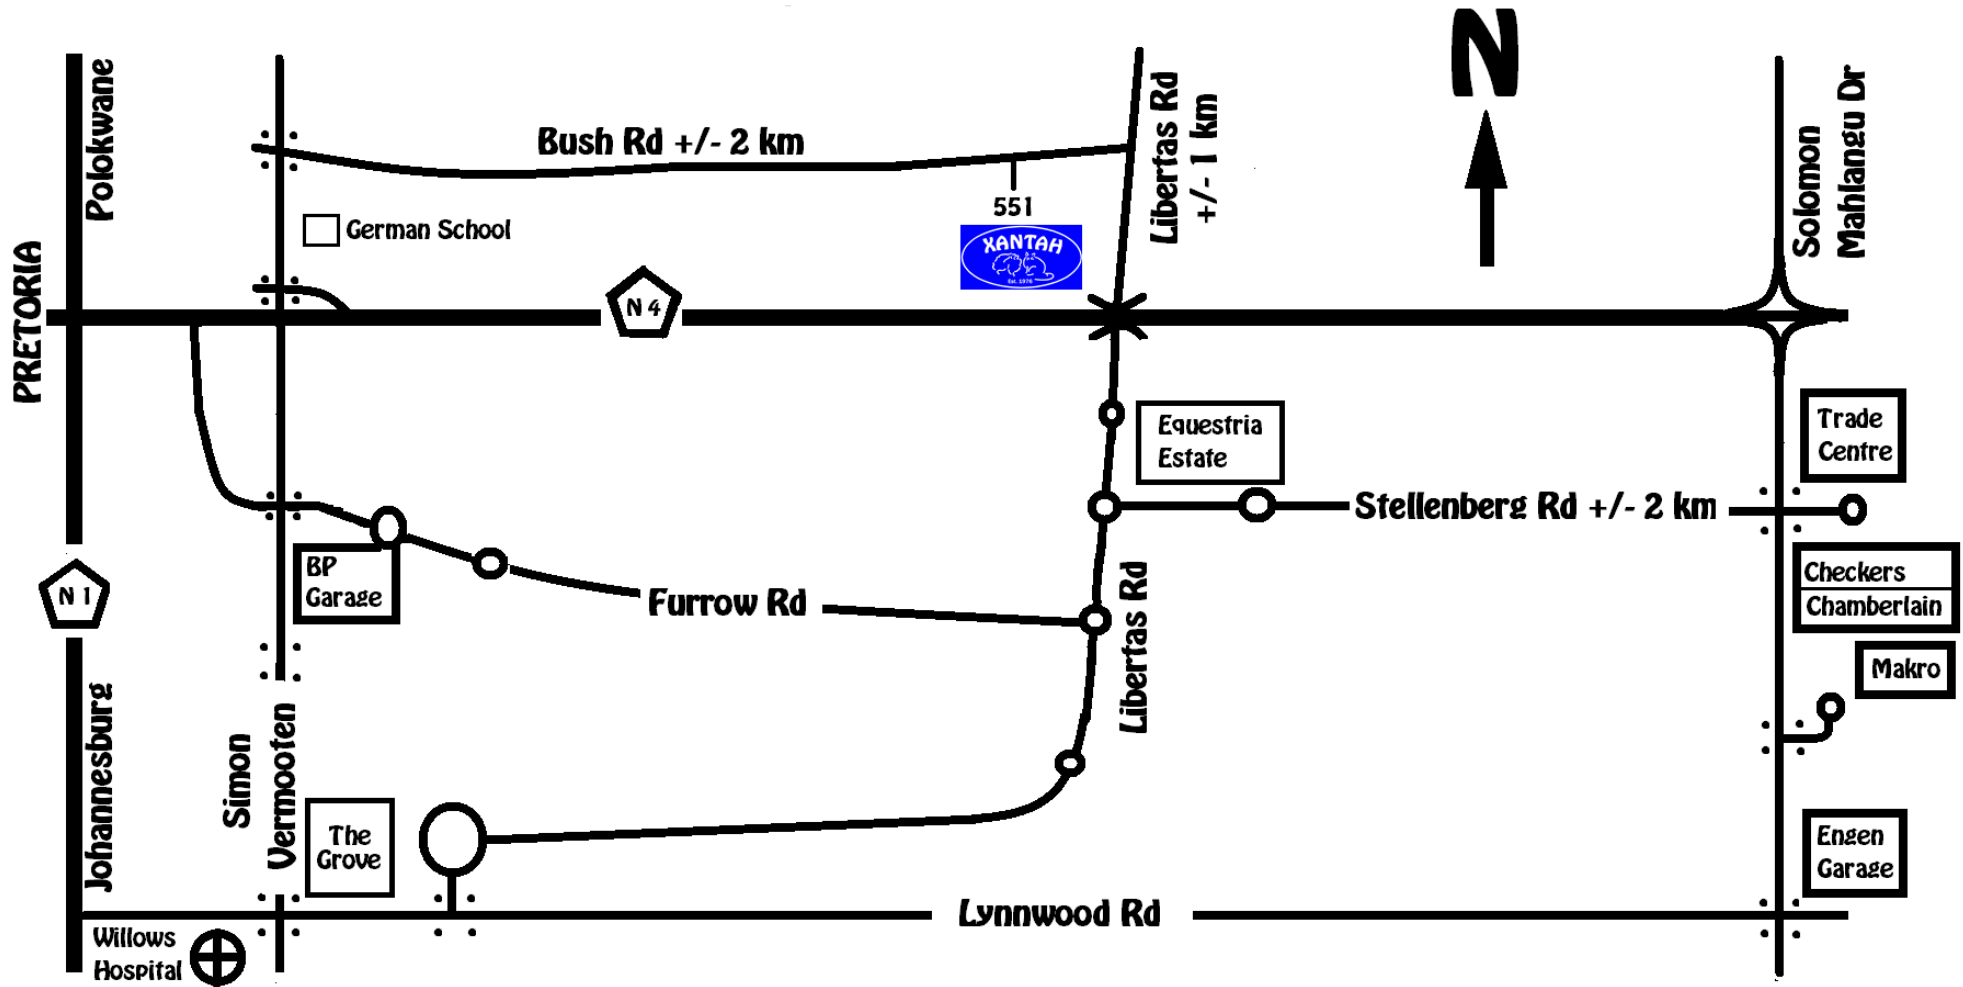 N
Polokwane
Bush Rd +/- 2 km
Libertas Rd
+/- 1 km
Solomon
Mahlangu Dr
551
German School
XANTAH
Est. 1976
PRETORIA
N 4
Equestria
Estate
Trade
Centre
Stellenberg Rd +/- 2 km
BP
Garage
N 1
Furrow Rd
Libertas Rd
Checkers
Chamberlain
Makro
Johannesburg
Simon
Vermooten
The
Grove
Engen
Garage
Lynnwood Rd
Willows
Hospital